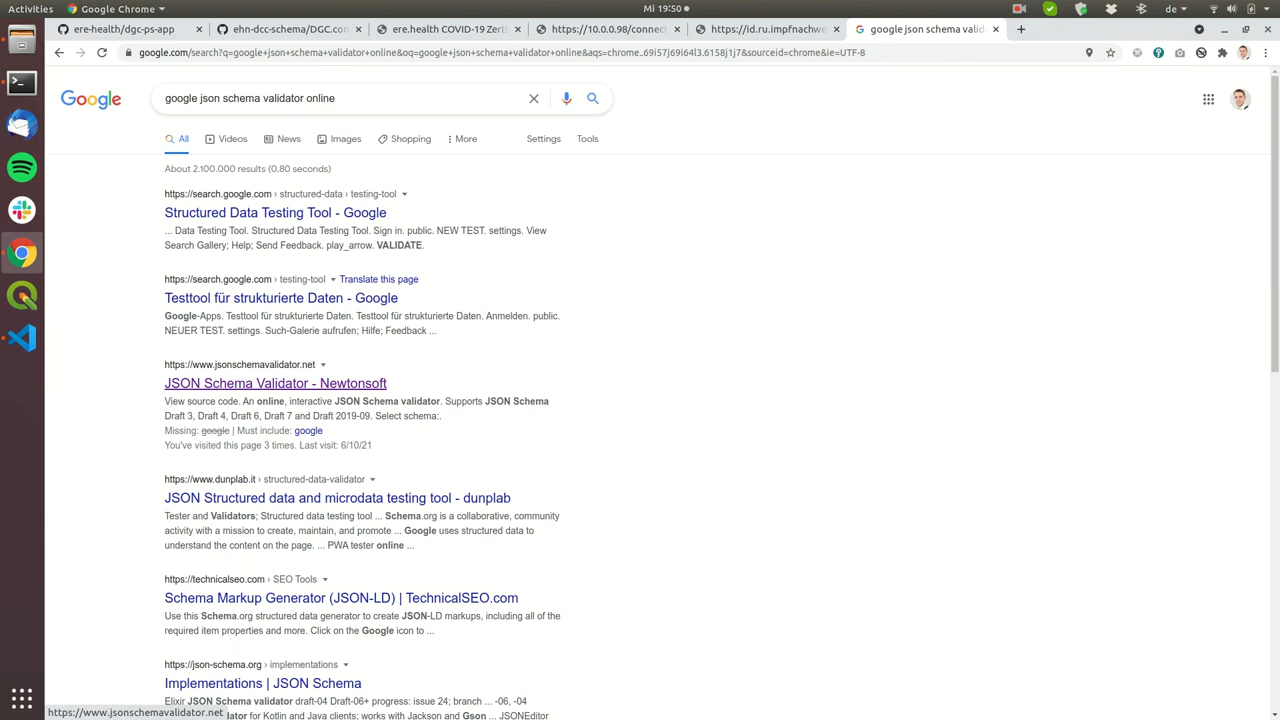 Activities
Google Chrome
Mi 19:50
de
ere-health/dgc-ps-app
ehn-dcc-schema/DGC.com
ere.health COVID-19 Zerti
https://10.0.0.98/connect
https://id.ru.impfnachwe
google json schema valid
google.com/search?q=google+json+schema+validator+online&oq=google+json+schema+validator+online&aqs=chrome..69i57j69i64l3.6158j1j7&sourceid=chrome&ie=UTF-8
Google
google json schema validator online
All
Videos
News
Images
Shopping
More
Settings
Tools
About 2.100.000 results (0,80 seconds)
https://search.google.com › structured-data › testing-tool
Structured Data Testing Tool - Google
... Data Testing Tool. Structured Data Testing Tool. Sign in. public. NEW TEST. settings. View
Search Gallery; Help; Send Feedback. play_arrow. VALIDATE.
https://search.google.com › testing-tool
Translate this page
Testtool für strukturierte Daten - Google
Google-Apps. Testtool für strukturierte Daten. Testtool für strukturierte Daten. Anmelden. public.
NEUER TEST. settings. Such-Galerie aufrufen; Hilfe; Feedback ...
https://www.jsonschemavalidator.net
JSON Schema Validator - Newtonsoft
View source code. An online, interactive JSON Schema validator. Supports JSON Schema
Draft 3, Draft 4, Draft 6, Draft 7 and Draft 2019-09. Select schema:.
Missing: google | Must include: google
You've visited this page 3 times. Last visit: 6/10/21
https://www.dunplab.it › structured-data-validator
JSON Structured data and microdata testing tool - dunplab
Tester and Validators; Structured data testing tool ... Schema.org is a collaborative, community
activity with a mission to create, maintain, and promote ... Google uses structured data to
understand the content on the page. ... PWA tester online ...
https://technicalseo.com › SEO Tools
Schema Markup Generator (JSON-LD) | TechnicalSEO.com
Use this Schema.org structured data generator to create JSON-LD markups, including all of the
required item properties and more. Click on the Google icon to ...
https://json-schema.org › implementations
Implementations | JSON Schema
Elixir JSON Schema validator draft-04 Draft-06+ progress: issue 24; branch ... -06, -04
for Kotlin and Java clients; works with Jackson and Gson ... JSONEditor
https://www.jsonschemavalidator.net